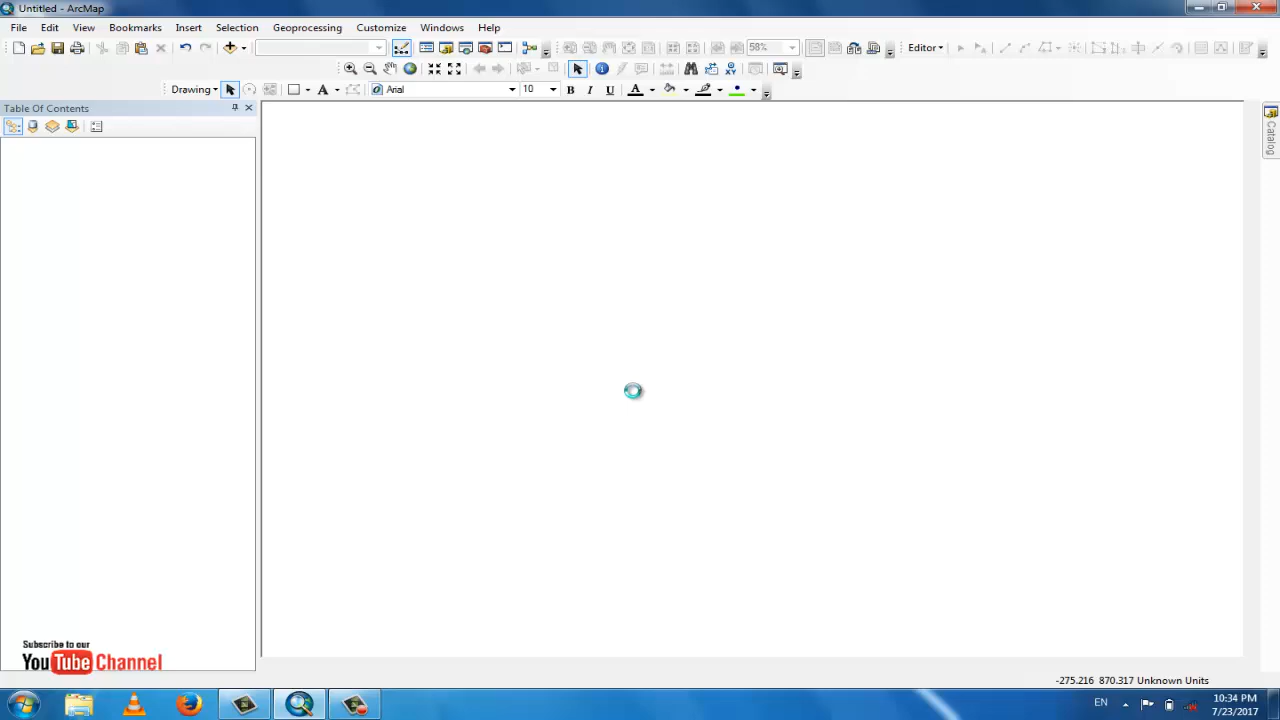 Untitled - ArcMap
File Edit View Bookmarks Insert Selection Geoprocessing Customize Windows Help
58% Editor
Drawing A Arial 10 B I U A
Table Of Contents
Catalog
Subscribe to our
YouTube Channel
-275.216 870.317 Unknown Units
EN 10:34 PM
7/23/2017